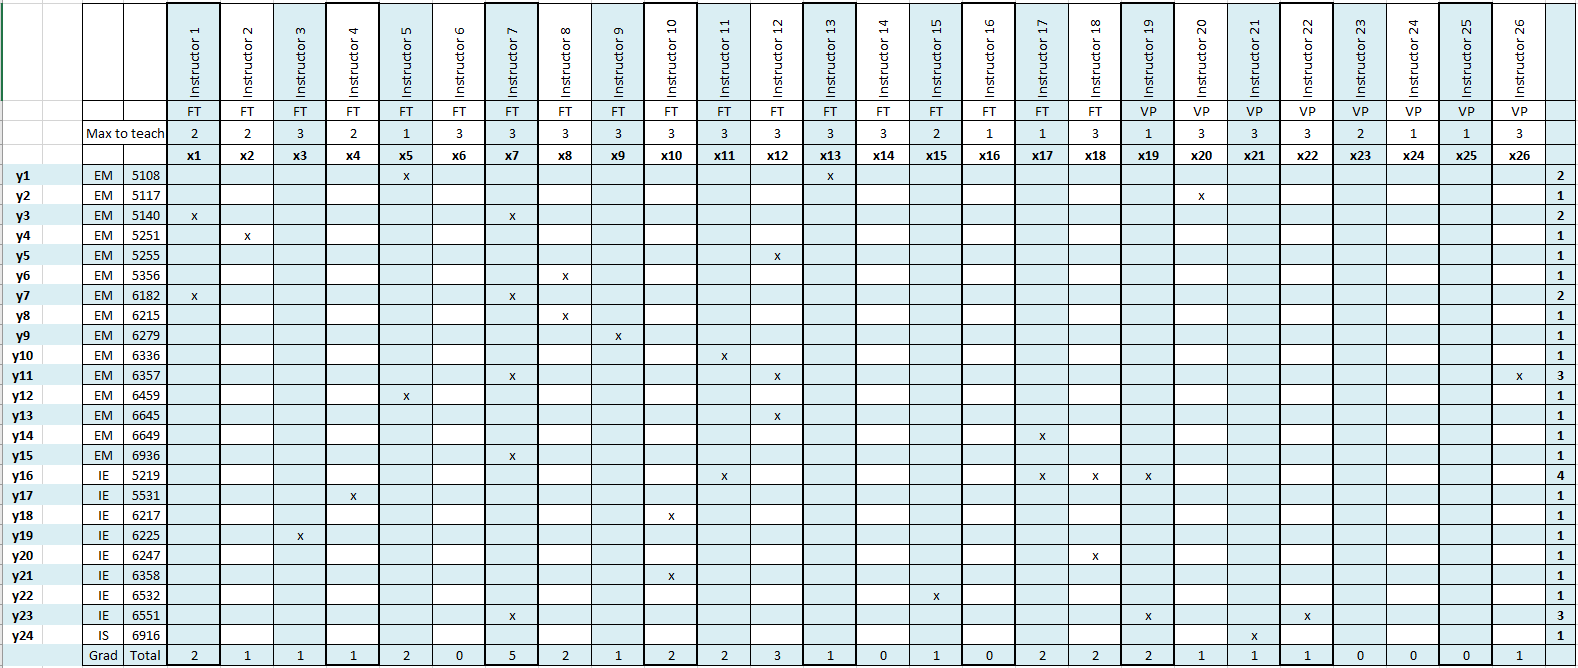 Instructor 1 Instructor 2 Instructor 3 Instructor 4 Instructor 5 Instructor 6 Instructor 7 Instructor 8 Instructor 9 Instructor 10 Instructor 11 Instructor 12 Instructor 13 Instructor 14 Instructor 15 Instructor 16 Instructor 17 Instructor 18 Instructor 19 Instructor 20 Instructor 21 Instructor 22 Instructor 23 Instructor 24 Instructor 25 Instructor 26
FT FT FT FT FT FT FT FT FT FT FT FT FT FT FT FT FT FT VP VP VP VP VP VP VP VP
Max to teach 2 2 3 2 1 3 3 3 3 3 3 3 3 3 2 1 1 3 1 3 3 3 2 1 1 3
x1 x2 x3 x4 x5 x6 x7 x8 x9 x10 x11 x12 x13 x14 x15 x16 x17 x18 x19 x20 x21 x22 x23 x24 x25 x26
y1 EM 5108 x x 2
y2 EM 5117 x 1
y3 EM 5140 x x 2
y4 EM 5251 x 1
y5 EM 5255 x 1
y6 EM 5356 x 1
y7 EM 6182 x x 2
y8 EM 6215 x 1
y9 EM 6279 x 1
y10 EM 6336 x 1
y11 EM 6357 x x x 3
y12 EM 6459 x 1
y13 EM 6645 x 1
y14 EM 6649 x 1
y15 EM 6936 x 1
y16 IE 5219 x x x x 4
y17 IE 5531 x 1
y18 IE 6217 x 1
y19 IE 6225 x 1
y20 IE 6247 x 1
y21 IE 6358 x 1
y22 IE 6532 x 1
y23 IE 6551 x x x 3
y24 IS 6916 x 1
Grad Total 2 1 1 1 2 0 5 2 1 2 2 3 1 0 1 0 2 2 2 1 1 1 0 0 0 1